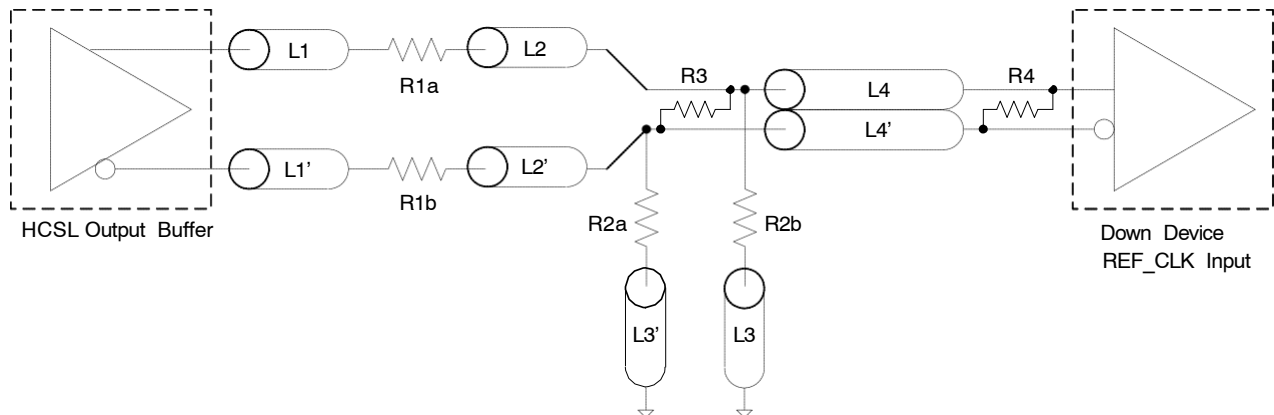 L1
R1a
L2
R3
L4
R4
L4'
L1'
R1b
L2'
HCSL Output Buffer
R2a
R2b
Down Device
REF_CLK Input
L3'
L3